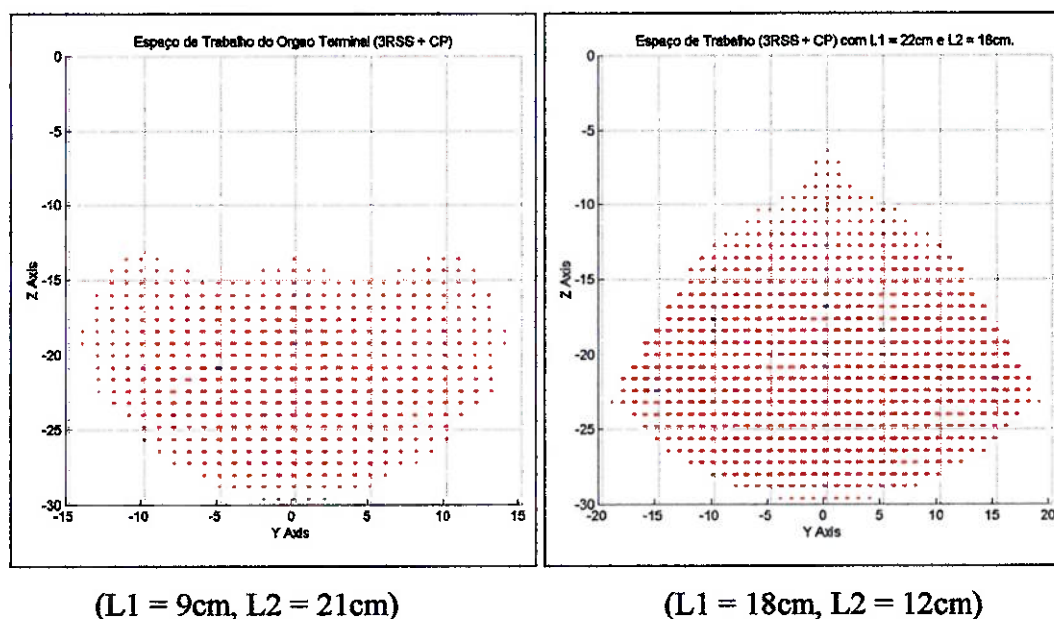 Espaço de Trabalho do Orgao Terminal (3RSS + CP)
0
-5
-10
-15
-20
-25
-30
Z Axis
-15 -10 -5 0 5 10 15
Y Axis
(L1 = 9cm, L2 = 21cm)
Espaço de Trabalho (3RSS + CP) com L1 = 22cm e L2 = 16cm.
0
-5
-10
-15
-20
-25
-30
Z Axis
-20 -15 -10 -5 0 5 10 15 20
Y Axis
(L1 = 18cm, L2 = 12cm)